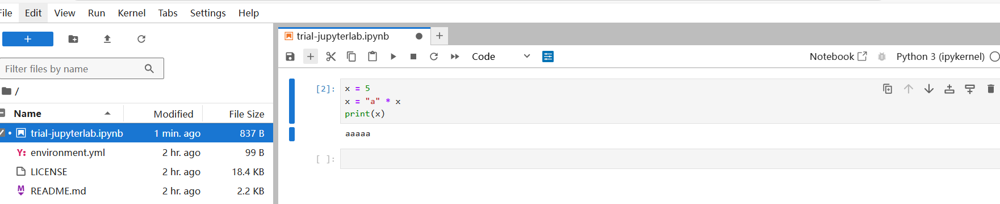 File Edit View Run Kernel Tabs Settings Help
trial-jupyterlab.ipynb
Code Notebook Python 3 (ipykernel)
Filter files by name
/
Name Modified File Size
trial-jupyterlab.ipynb 1 min. ago 837 B
Y: environment.yml 2 hr. ago 99 B
LICENSE 2 hr. ago 18.4 KB
M README.md 2 hr. ago 2.2 KB
[2]: x = 5
x = "a" * x
print(x)
aaaaa
[ ]: